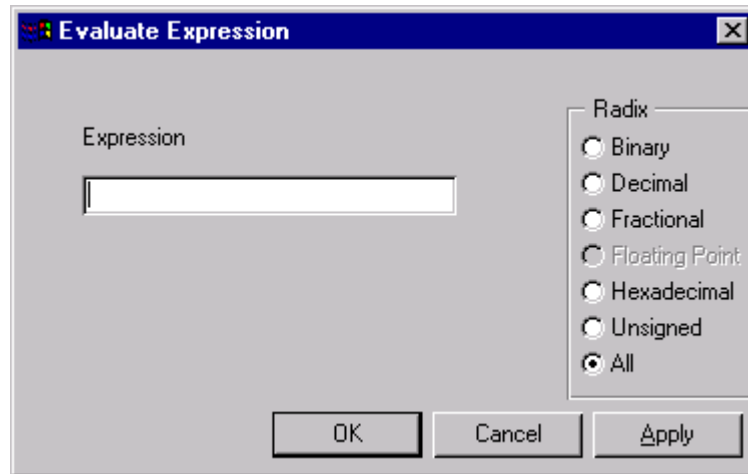 Evaluate Expression
Expression
Radix
Binary
Decimal
Fractional
Floating Point
Hexadecimal
Unsigned
All
OK Cancel Apply